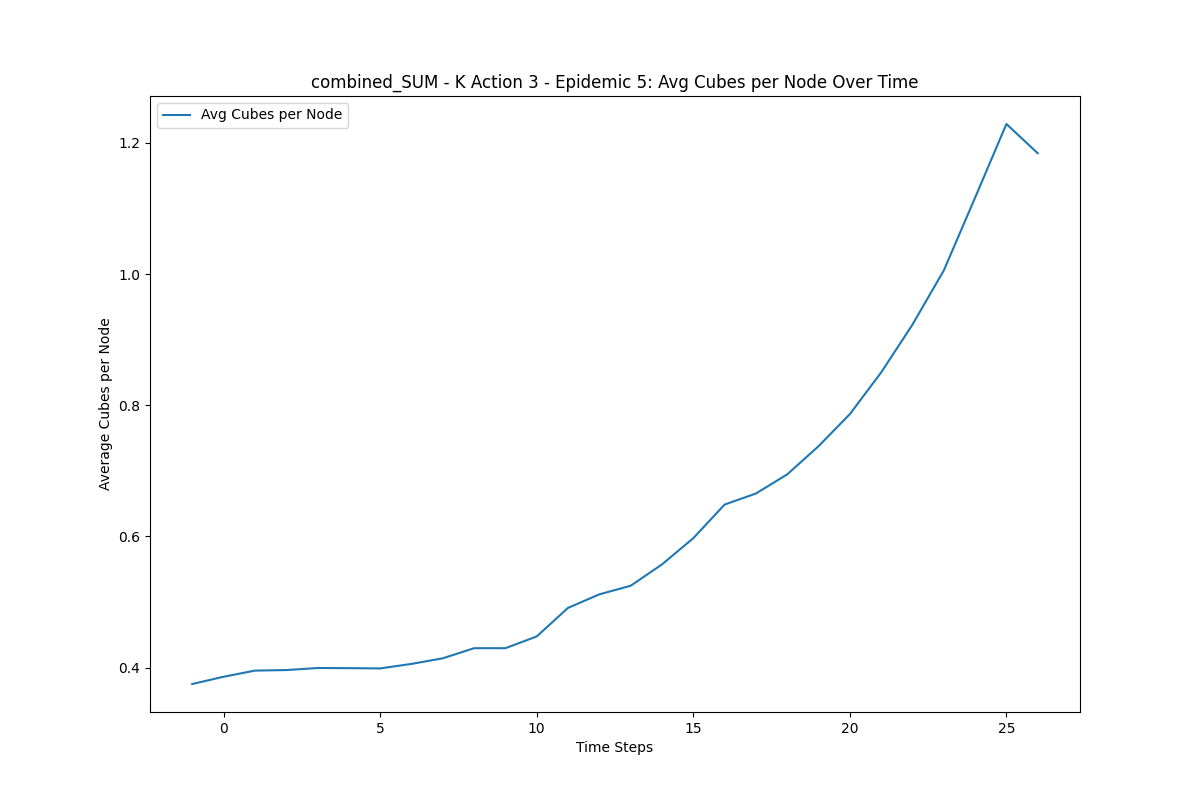 combined_SUM - K Action 3 - Epidemic 5: Avg Cubes per Node Over Time
Avg Cubes per Node
1.2
1.0
0.8
0.6
0.4
Average Cubes per Node
0 5 10 15 20 25
Time Steps